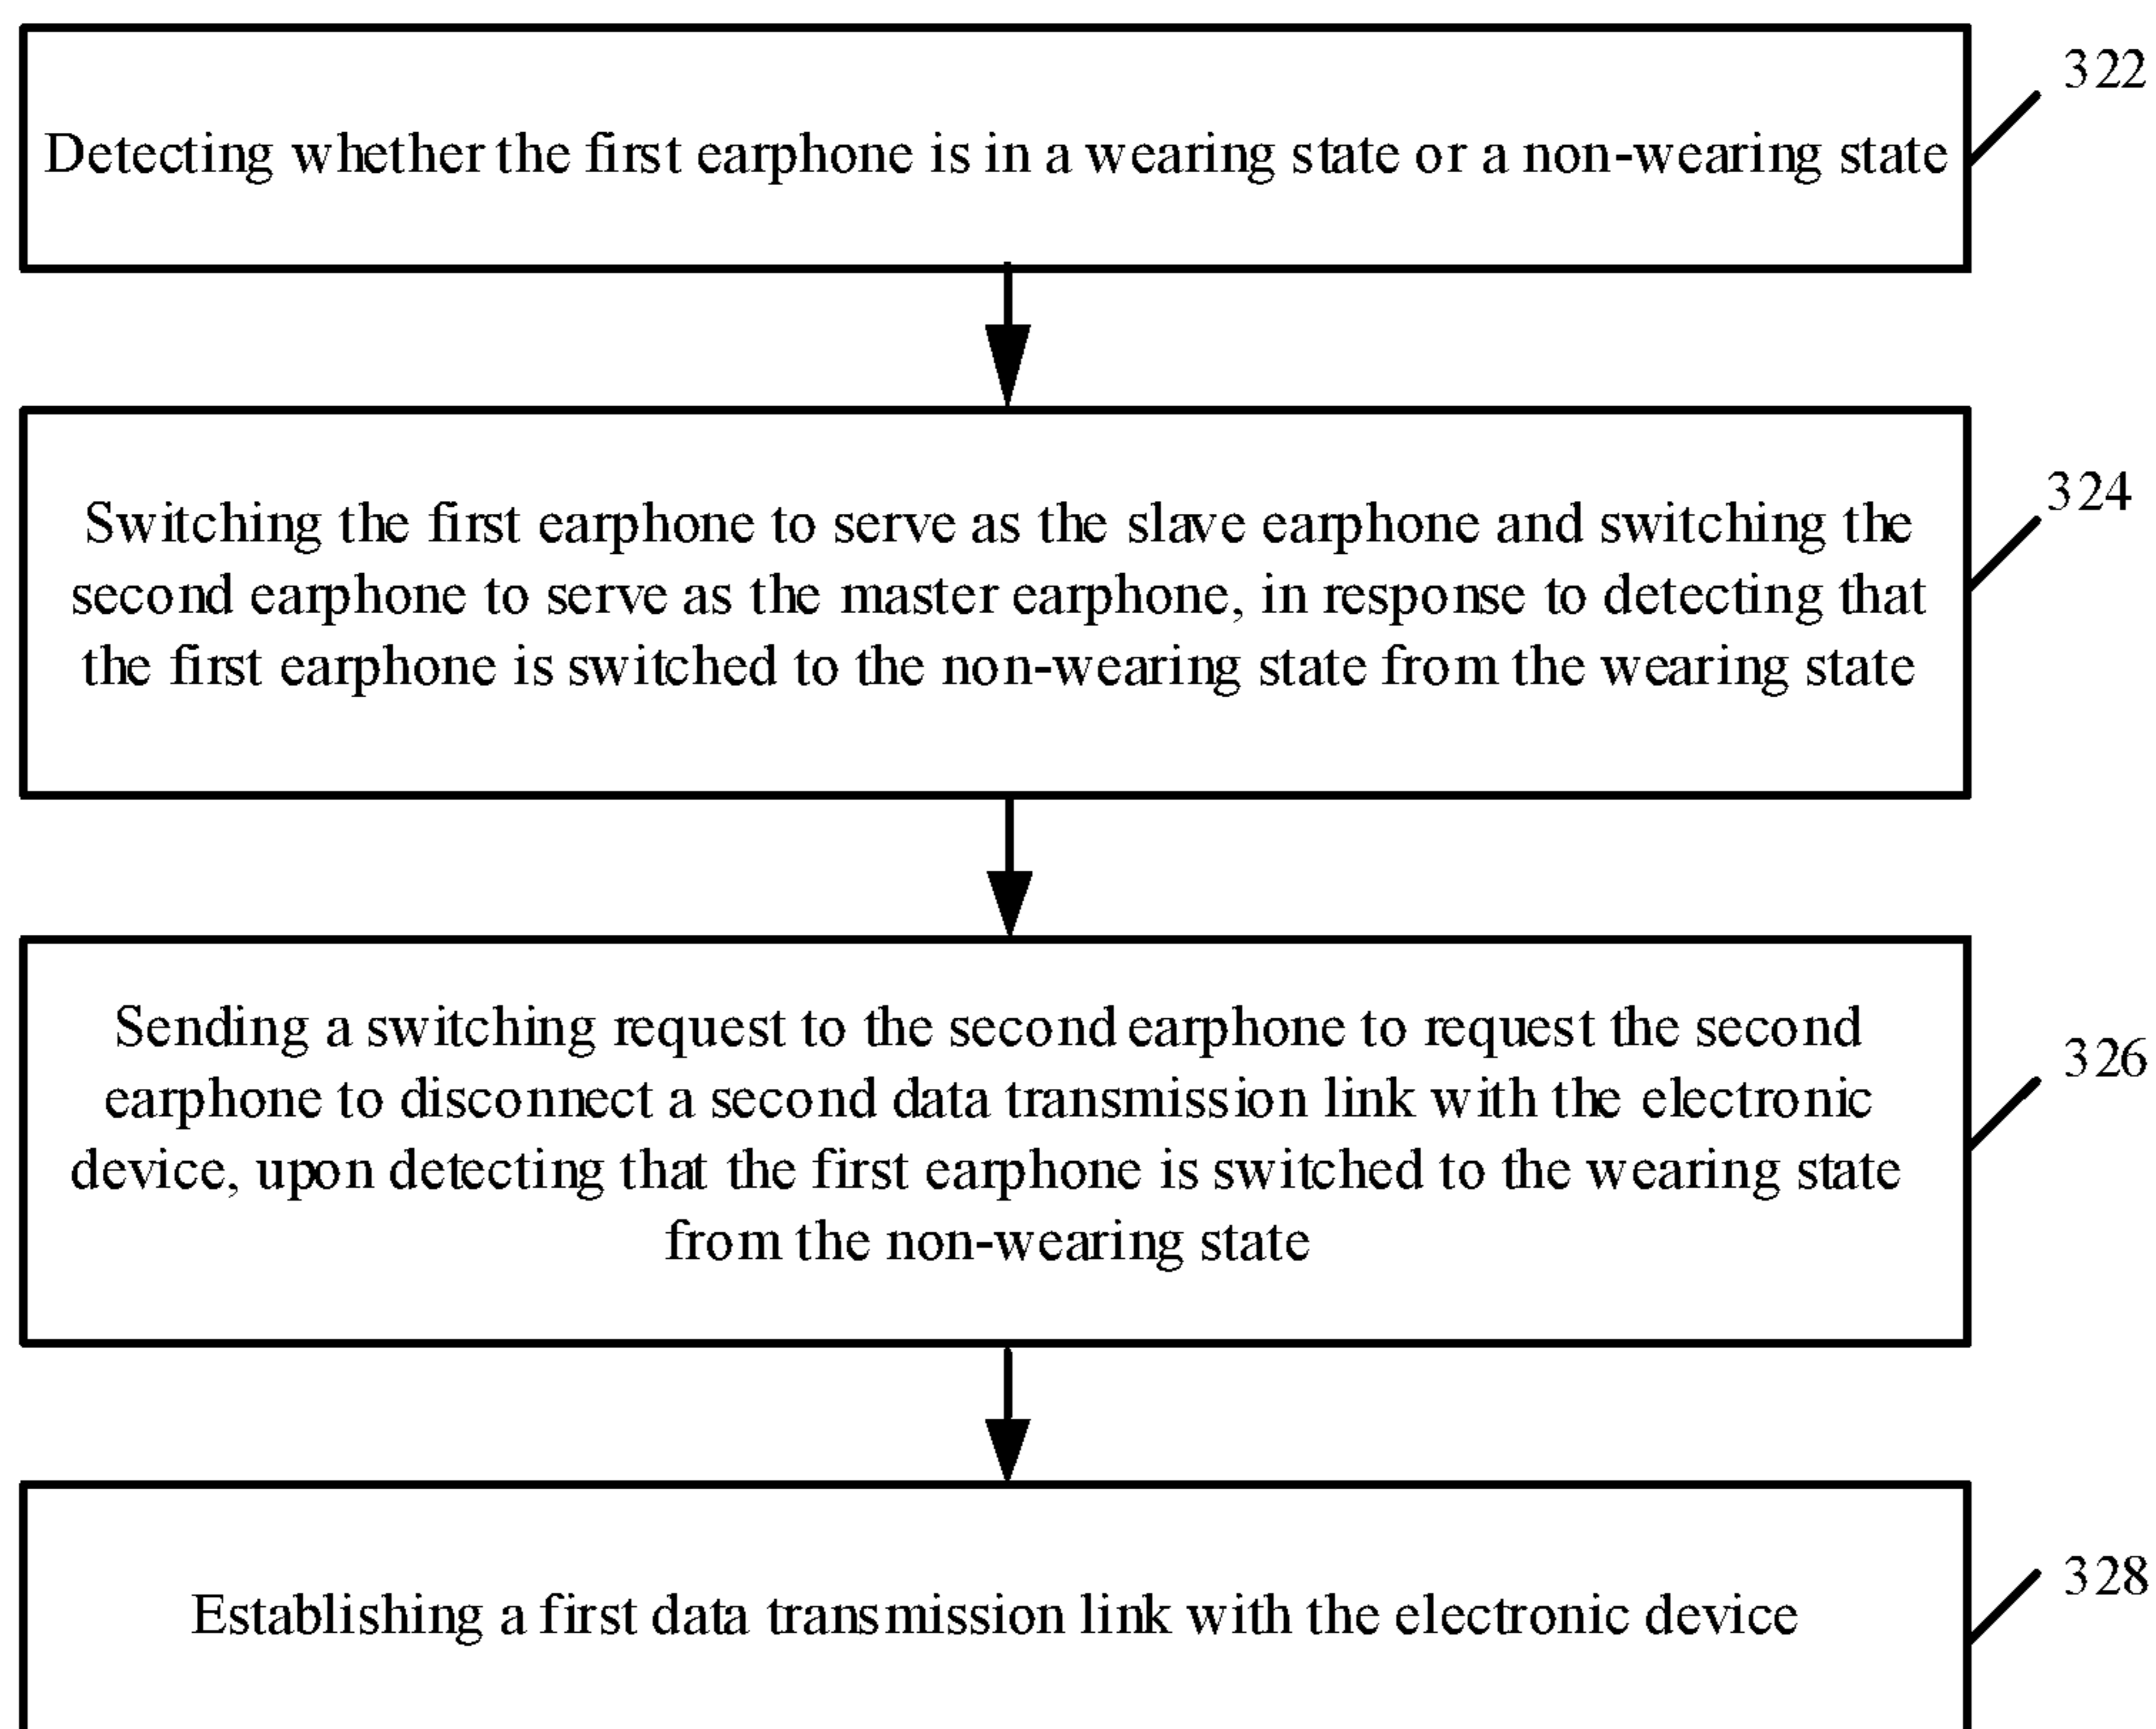 322
Detecting whether the first earphone is in a wearing state or a non-wearing state
324
Switching the first earphone to serve as the slave earphone and switching the
second earphone to serve as the master earphone, in response to detecting that
the first earphone is switched to the non-wearing state from the wearing state
326
Sending a switching request to the second earphone to request the second
earphone to disconnect a second data transmission link with the electronic
device, upon detecting that the first earphone is switched to the wearing state
from the non-wearing state
328
Establishing a first data transmission link with the electronic device